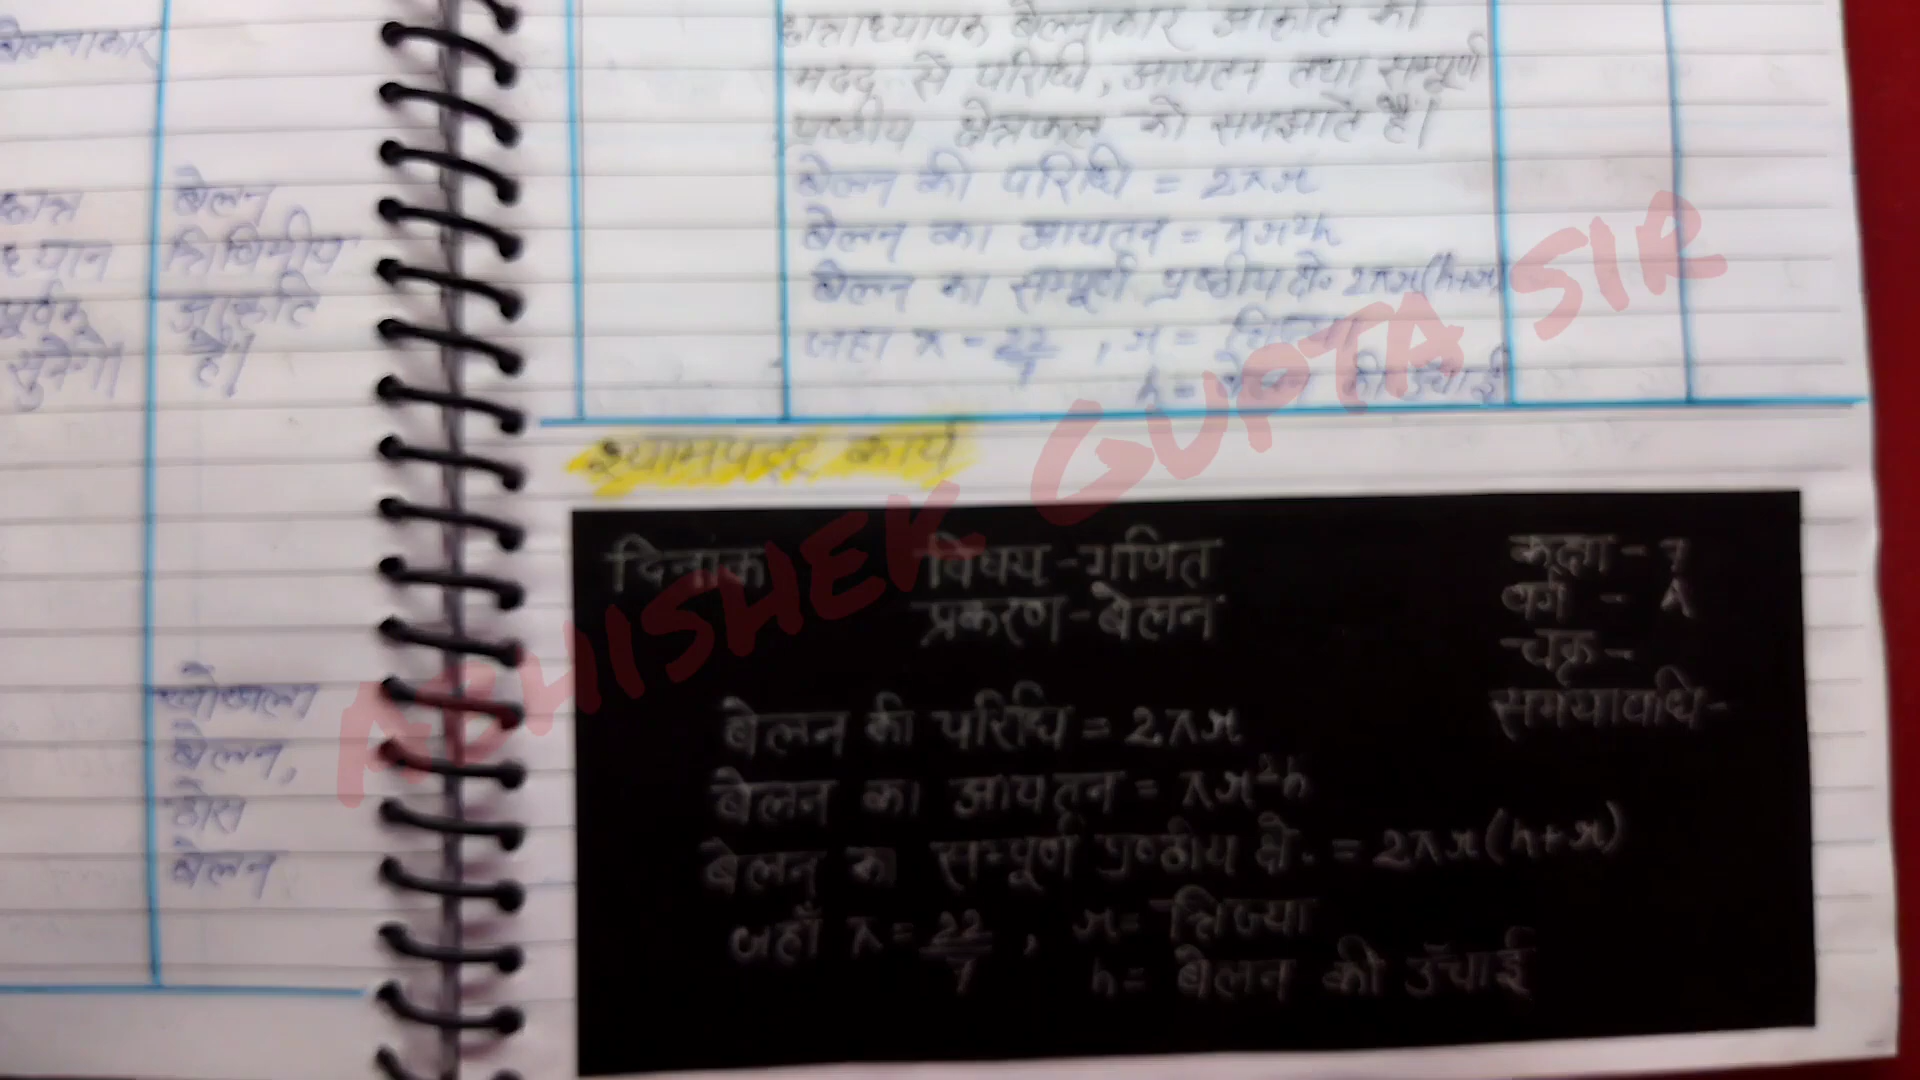 बेलनाकार
छात्र
ध्यान
पूर्वक
सुनेंगे।
बेलन
त्रिविमीय
आकृति
है।
खोखला
बेलन,
ठोस
बेलन
छात्राध्यापक बेलनाकार आकृति की
मदद से परिधि, आयतन तथा सम्पूर्ण
पृष्ठीय क्षेत्रफल को समझाते हैं।
बेलन की परिधि = 2πr
बेलन का आयतन = πr²h
बेलन का सम्पूर्ण पृष्ठीय क्षे. 2πr(h+r)
जहा π = 22/7 , r = त्रिज्या
h = बेलन की ऊँचाई
श्यामपट्ट कार्य
दिनांक विषय - गणित कक्षा - 7
प्रकरण - बेलन वर्ग - A
चक्र -
समयावधि -
बेलन की परिधि = 2πr
बेलन का आयतन = πr²h
बेलन का सम्पूर्ण पृष्ठीय क्षे. = 2πr(h+r)
जहाँ π = 22/7 , r = त्रिज्या
h = बेलन की ऊँचाई
ABHISHEK GUPTA SIR